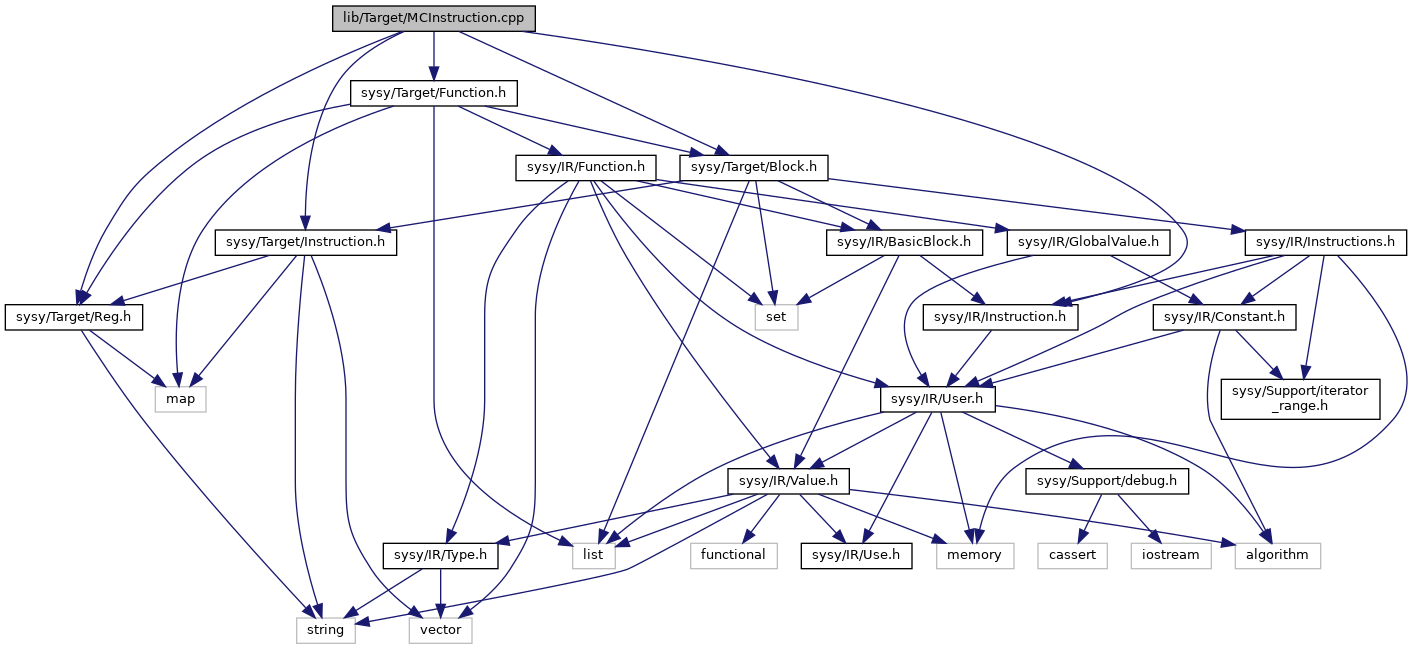 lib/Target/MCInstruction.cpp
sysy/Target/Function.h
sysy/IR/Function.h
sysy/Target/Block.h
sysy/Target/Instruction.h
sysy/IR/BasicBlock.h
sysy/IR/GlobalValue.h
sysy/IR/Instructions.h
sysy/Target/Reg.h
set
sysy/IR/Instruction.h
sysy/IR/Constant.h
map
sysy/IR/User.h
sysy/Support/iterator
_range.h
sysy/IR/Value.h
sysy/Support/debug.h
sysy/IR/Type.h
list
functional
sysy/IR/Use.h
memory
cassert
iostream
algorithm
string
vector